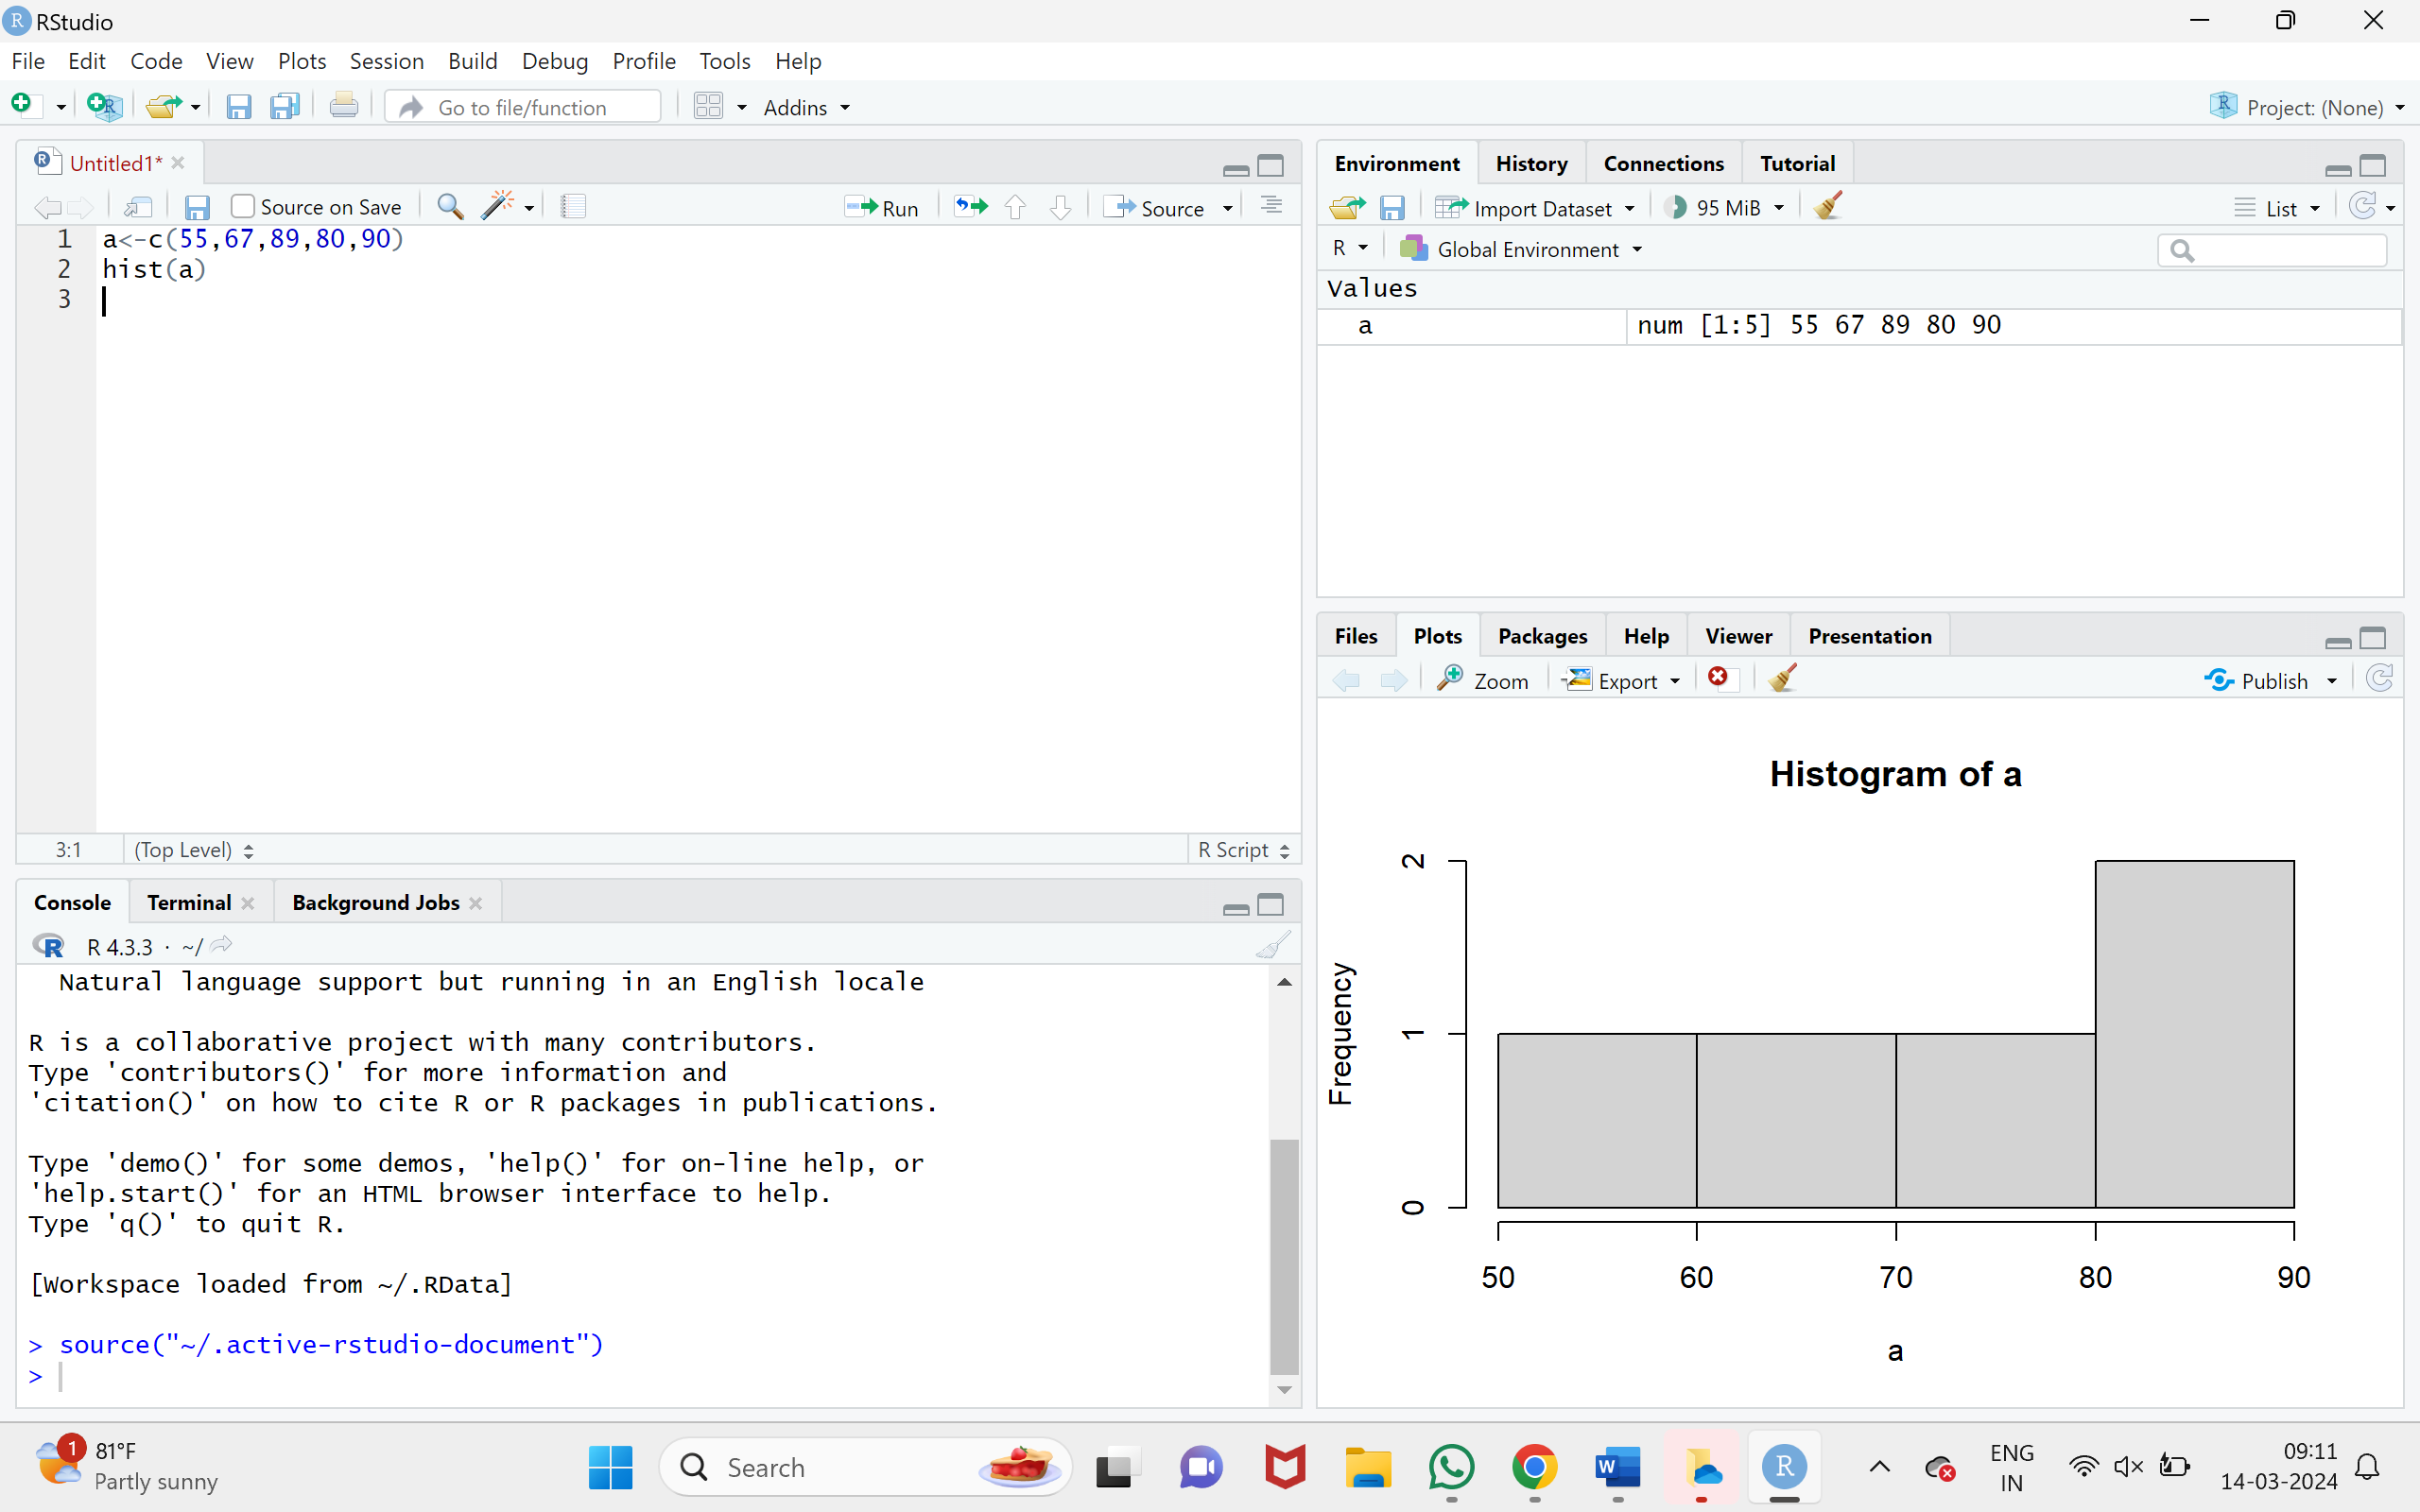 R RStudio
File Edit Code View Plots Session Build Debug Profile Tools Help
Go to file/function Addins Project: (None)
Untitled1*
Source on Save Run Source
1 a<-c(55,67,89,80,90)
2 hist(a)
3
3:1 (Top Level) R Script
Console Terminal Background Jobs
R 4.3.3 · ~/
Natural language support but running in an English locale
R is a collaborative project with many contributors.
Type 'contributors()' for more information and
'citation()' on how to cite R or R packages in publications.
Type 'demo()' for some demos, 'help()' for on-line help, or
'help.start()' for an HTML browser interface to help.
Type 'q()' to quit R.
[Workspace loaded from ~/.RData]
> source("~/.active-rstudio-document")
>
Environment History Connections Tutorial
Import Dataset 95 MiB List
R Global Environment
Values
a num [1:5] 55 67 89 80 90
Files Plots Packages Help Viewer Presentation
Zoom Export Publish
Histogram of a
Frequency
2
1
0
50 60 70 80 90
a
1 81°F
Partly sunny
Search
W
R
ENG
IN
09:11
14-03-2024